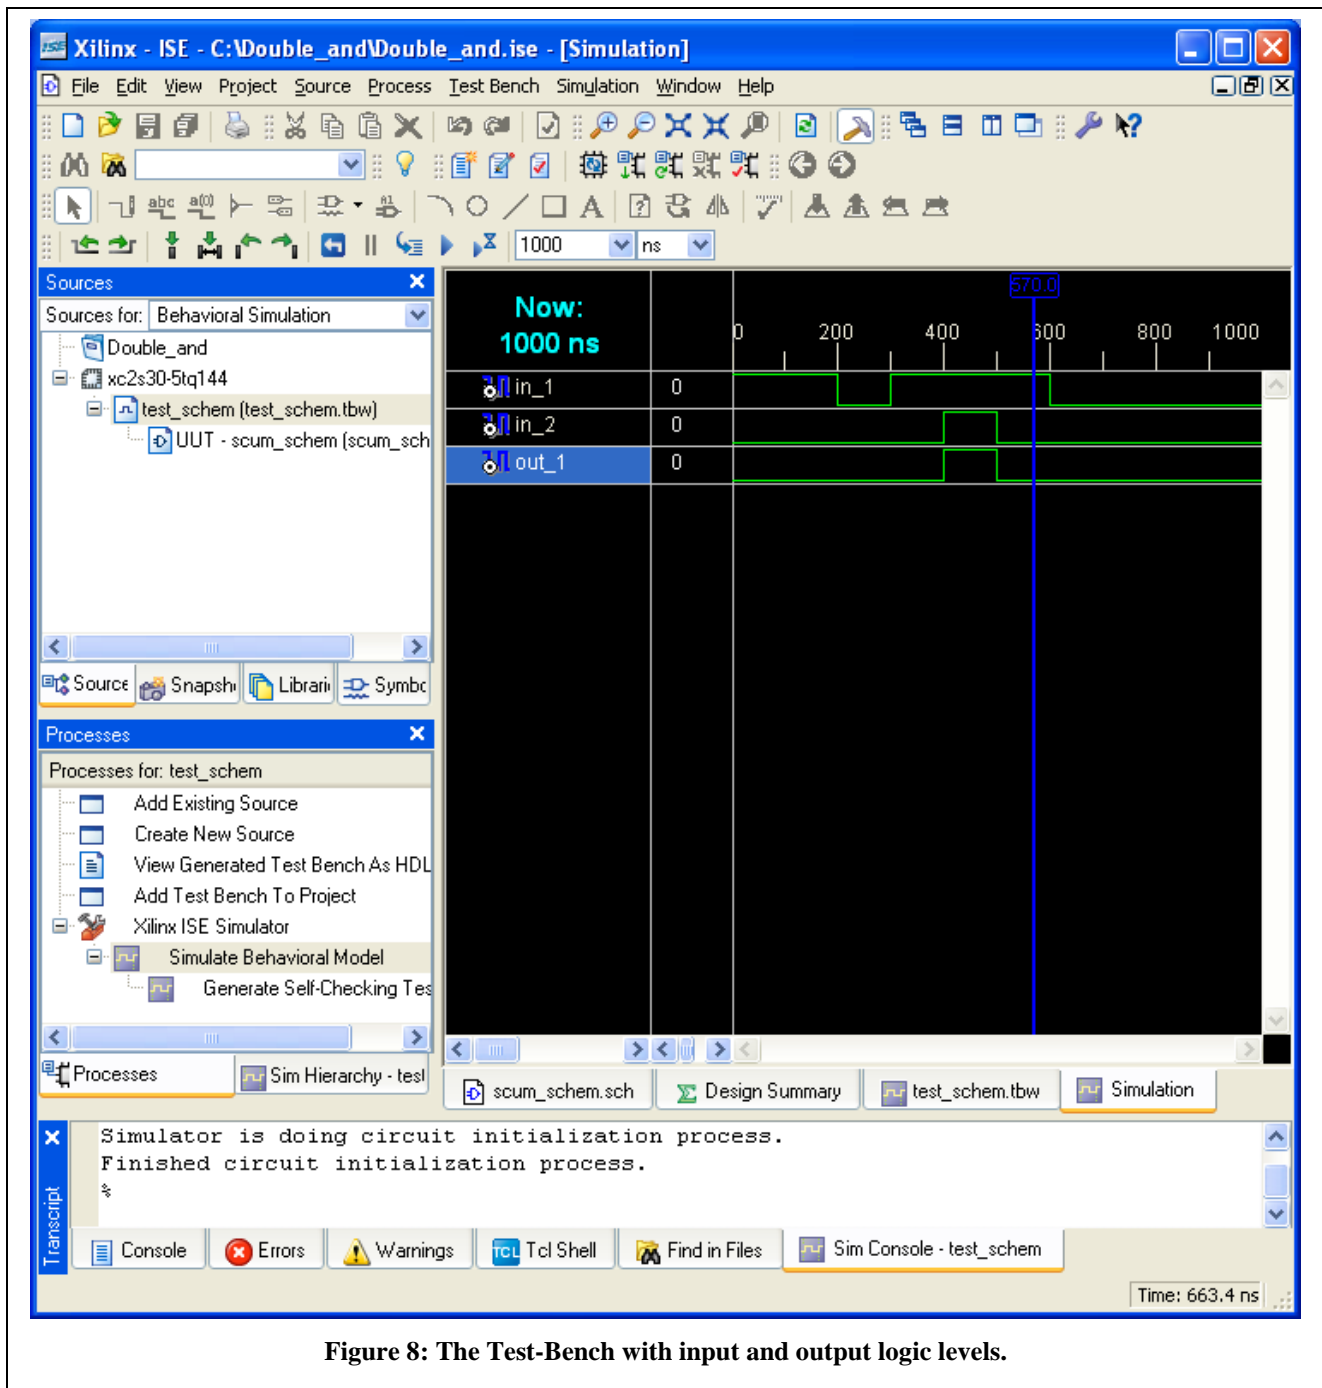 Xilinx - ISE - C:\Double_and\Double_and.ise - [Simulation]
File Edit View Project Source Process Test Bench Simulation Window Help
1000 ns
Sources
Sources for: Behavioral Simulation
Double_and
xc2s30-5tq144
test_schem (test_schem.tbw)
UUT - scum_schem (scum_sch
Source Snapsh Librari Symbo
Processes
Processes for: test_schem
Add Existing Source
Create New Source
View Generated Test Bench As HDL
Add Test Bench To Project
Xilinx ISE Simulator
Simulate Behavioral Model
Generate Self-Checking Tes
Processes Sim Hierarchy - test
Now:
1000 ns
570.0
0 200 400 600 800 1000
in_1 0
in_2 0
out_1 0
scum_schem.sch Design Summary test_schem.tbw Simulation
Transcript
Simulator is doing circuit initialization process.
Finished circuit initialization process.
%
Console Errors Warnings Tcl Shell Find in Files Sim Console - test_schem
Time: 663.4 ns
Figure 8: The Test-Bench with input and output logic levels.